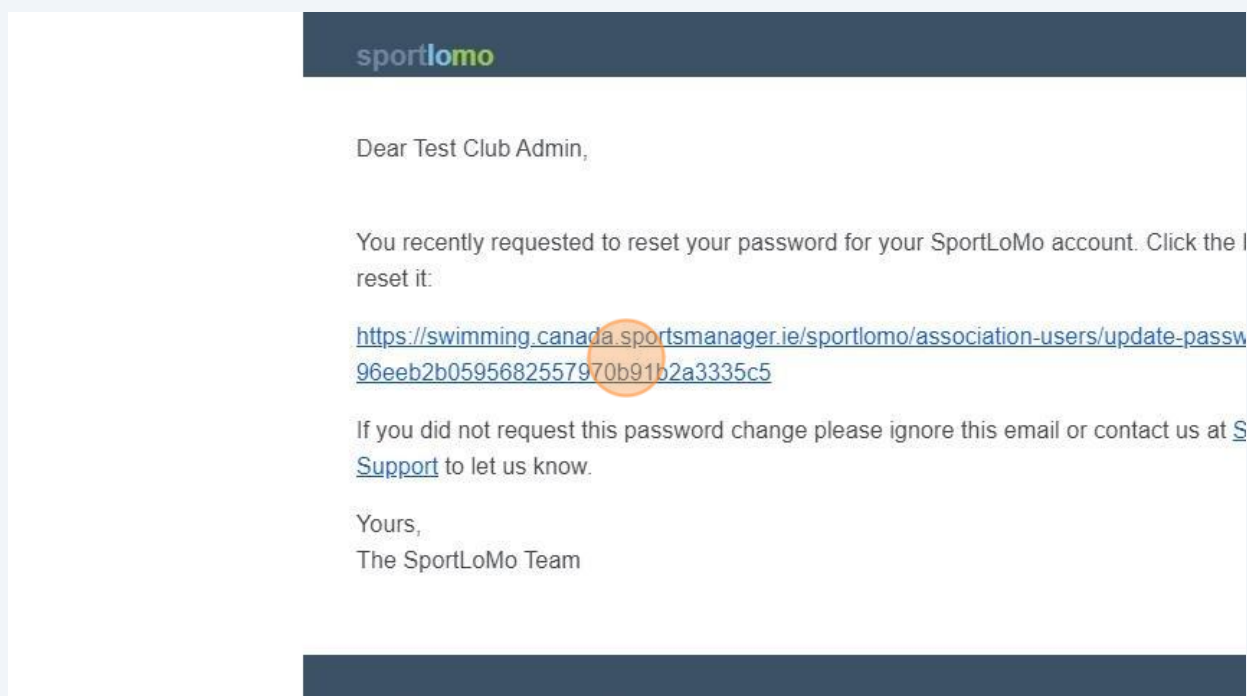 sportlomo
Dear Test Club Admin,
You recently requested to reset your password for your SportLoMo account. Click the
reset it:
https://swimming.canada.sportsmanager.ie/sportlomo/association-users/update-passw
96eeb2b0595682557970b91b2a3335c5
If you did not request this password change please ignore this email or contact us at S
Support to let us know.
Yours,
The SportLoMo Team